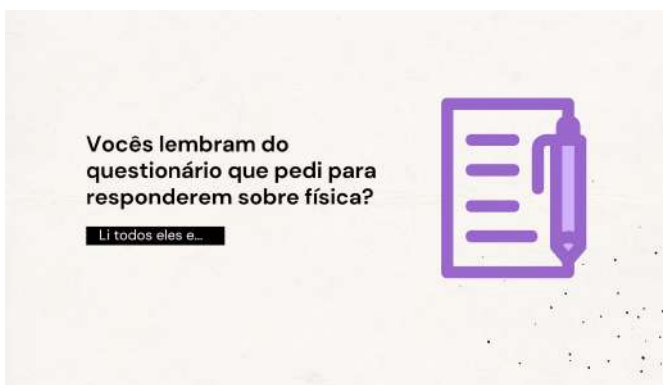 Vocês lembram do
questionário que pedi para
responderem sobre física?
Li todos eles e...